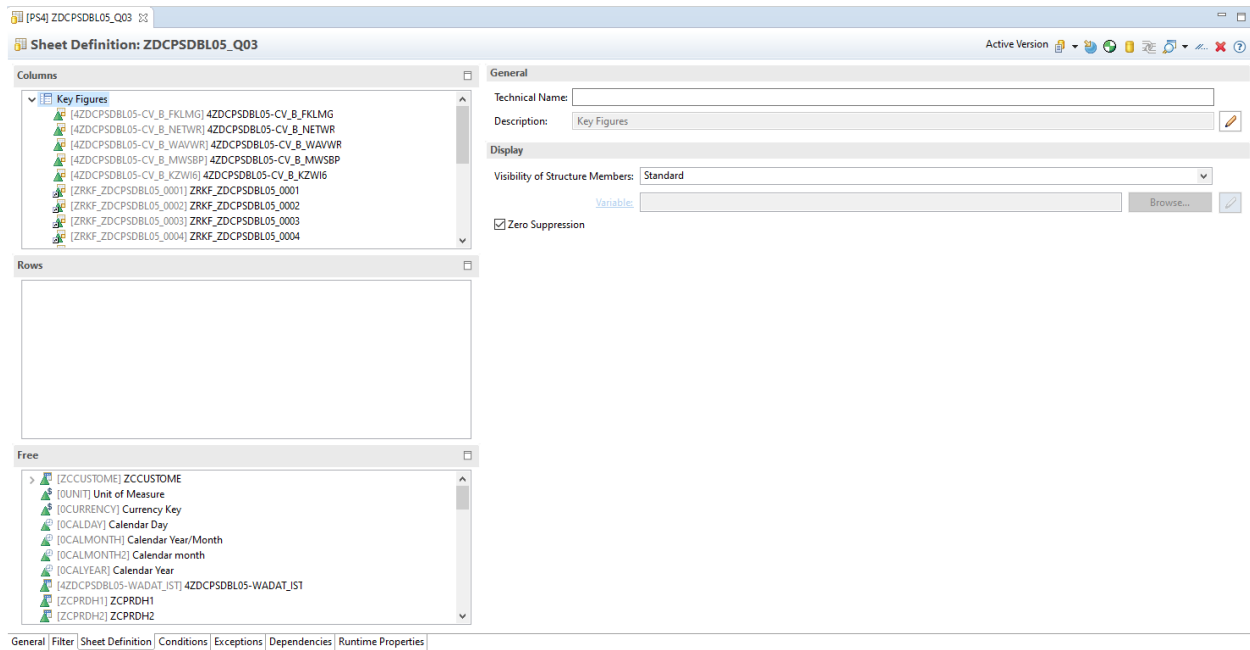 [PS4] ZDCPSDBL05_Q03
Sheet Definition: ZDCPSDBL05_Q03
Active Version
Columns
Key Figures
[4ZDCPSDBL05-CV_B_FKLMG] 4ZDCPSDBL05-CV_B_FKLMG
[4ZDCPSDBL05-CV_B_NETWR] 4ZDCPSDBL05-CV_B_NETWR
[4ZDCPSDBL05-CV_B_WAVWR] 4ZDCPSDBL05-CV_B_WAVWR
[4ZDCPSDBL05-CV_B_MWSBP] 4ZDCPSDBL05-CV_B_MWSBP
[4ZDCPSDBL05-CV_B_KZWI6] 4ZDCPSDBL05-CV_B_KZWI6
[ZRKF_ZDCPSDBL05_0001] ZRKF_ZDCPSDBL05_0001
[ZRKF_ZDCPSDBL05_0002] ZRKF_ZDCPSDBL05_0002
[ZRKF_ZDCPSDBL05_0003] ZRKF_ZDCPSDBL05_0003
[ZRKF_ZDCPSDBL05_0004] ZRKF_ZDCPSDBL05_0004
Rows
Free
[ZCCUSTOME] ZCCUSTOME
[0UNIT] Unit of Measure
[0CURRENCY] Currency Key
[0CALDAY] Calendar Day
[0CALMONTH] Calendar Year/Month
[0CALMONTH2] Calendar month
[0CALYEAR] Calendar Year
[4ZDCPSDBL05-WADAT_IST] 4ZDCPSDBL05-WADAT_IST
[ZCPRDH1] ZCPRDH1
[ZCPRDH2] ZCPRDH2
General
Technical Name:
Description: Key Figures
Display
Visibility of Structure Members: Standard
Variable: Browse...
Zero Suppression
General Filter Sheet Definition Conditions Exceptions Dependencies Runtime Properties